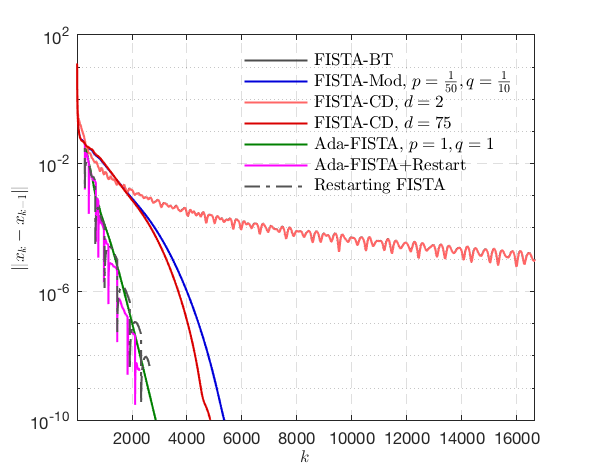 10^2
10^{-2}
10^{-6}
10^{-10}
‖x_k − x_{k−1}‖
FISTA-BT
FISTA-Mod, p = 1/50, q = 1/10
FISTA-CD, d = 2
FISTA-CD, d = 75
Ada-FISTA, p = 1, q = 1
Ada-FISTA+Restart
Restarting FISTA
2000 4000 6000 8000 10000 12000 14000 16000
k